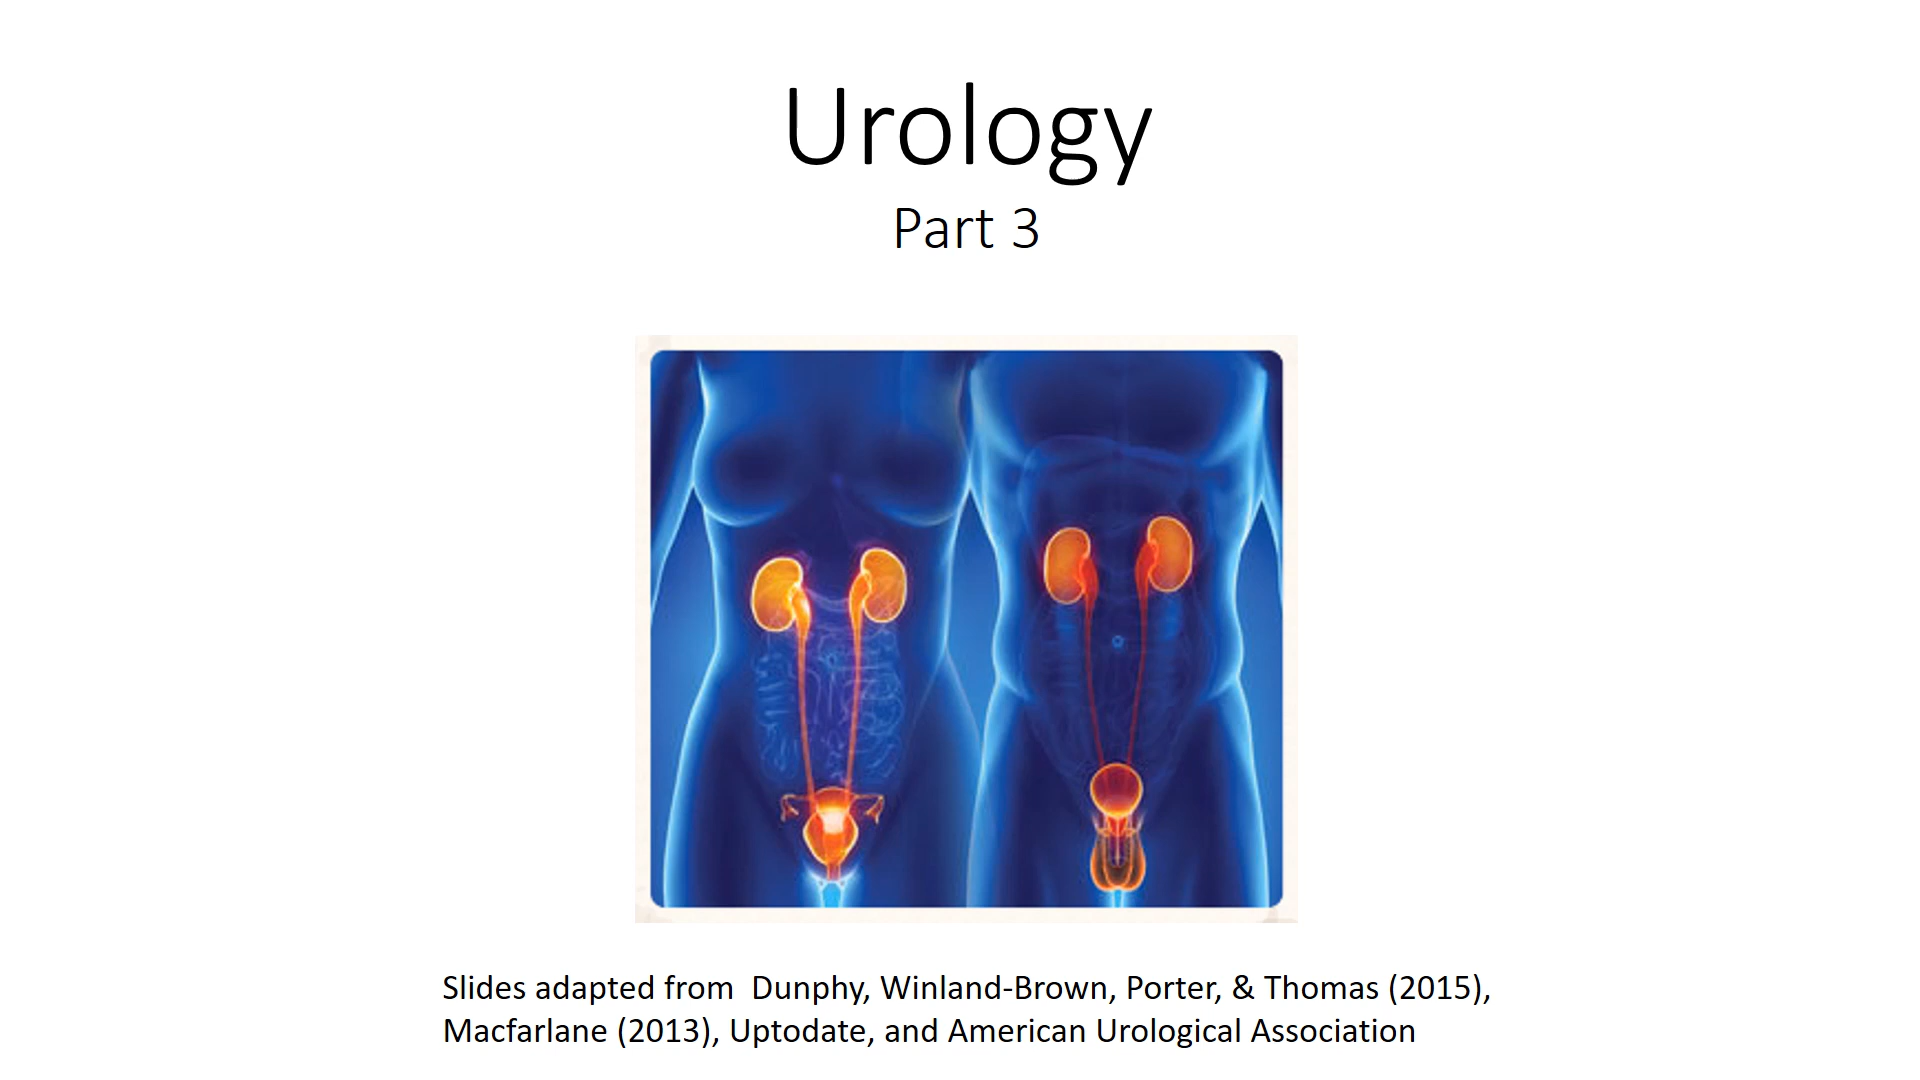 Urology
Part 3
Slides adapted from  Dunphy, Winland-Brown, Porter, & Thomas (2015),
Macfarlane (2013), Uptodate, and American Urological Association